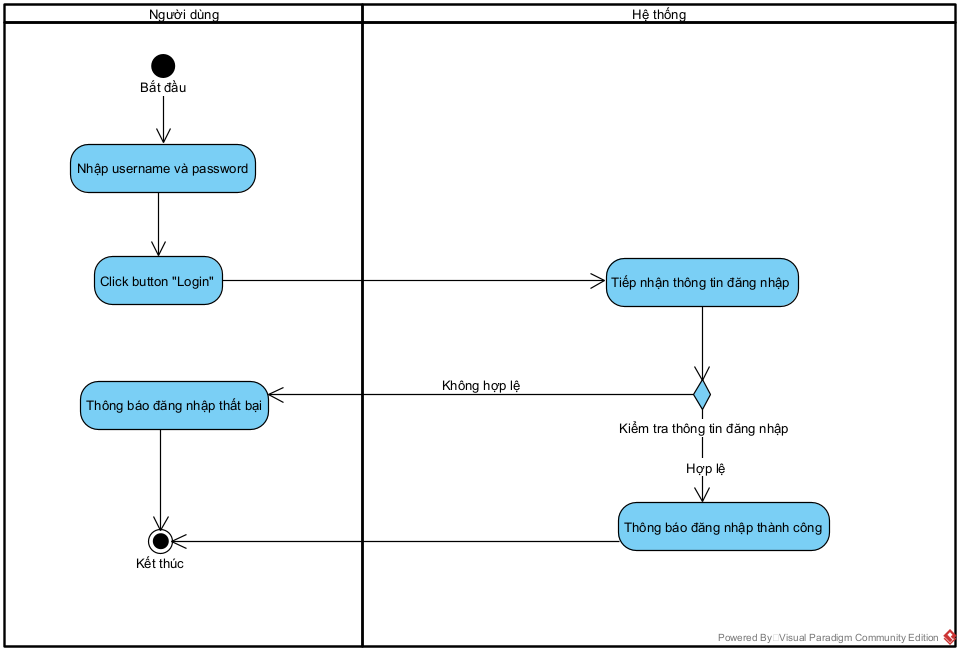 Người dùng
Hệ thống
Bắt đầu
Nhập username và password
Click button "Login"
Tiếp nhận thông tin đăng nhập
Không hợp lệ
Thông báo đăng nhập thất bại
Kiểm tra thông tin đăng nhập
Hợp lệ
Thông báo đăng nhập thành công
Kết thúc
Powered By Visual Paradigm Community Edition